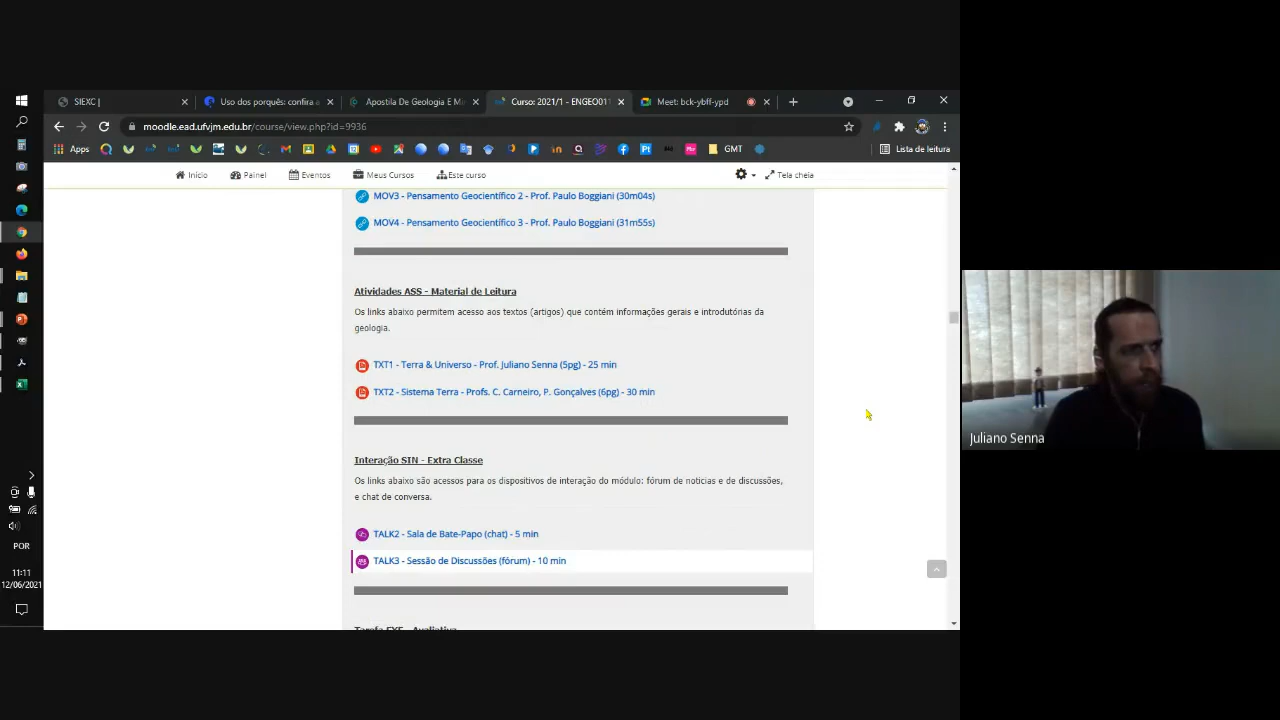 SIEXC |
Uso dos porquês: confira a
Apostila De Geologia E Mi
Curso: 2021/1 - ENGEO011
Meet: bck-ybff-ypd
moodle.ead.ufvjm.edu.br/course/view.php?id=9936
Apps
GMT
Lista de leitura
Início
Painel
Eventos
Meus Cursos
Este curso
Tela cheia
MOV3 - Pensamento Geocientífico 2 - Prof. Paulo Boggiani (30m04s)
MOV4 - Pensamento Geocientífico 3 - Prof. Paulo Boggiani (31m55s)
Atividades ASS - Material de Leitura
Os links abaixo permitem acesso aos textos (artigos) que contém informações gerais e introdutórias da
geologia.
TXT1 - Terra & Universo - Prof. Juliano Senna (5pg) - 25 min
TXT2 - Sistema Terra - Profs. C. Carneiro, P. Gonçalves (6pg) - 30 min
Interação SIN - Extra Classe
Os links abaixo são acessos para os dispositivos de interação do módulo: fórum de notícias e de discussões,
e chat de conversa.
TALK2 - Sala de Bate-Papo (chat) - 5 min
TALK3 - Sessão de Discussões (fórum) - 10 min
Tarefa EXE - Avaliativa
POR
11:11
12/06/2021
Juliano Senna